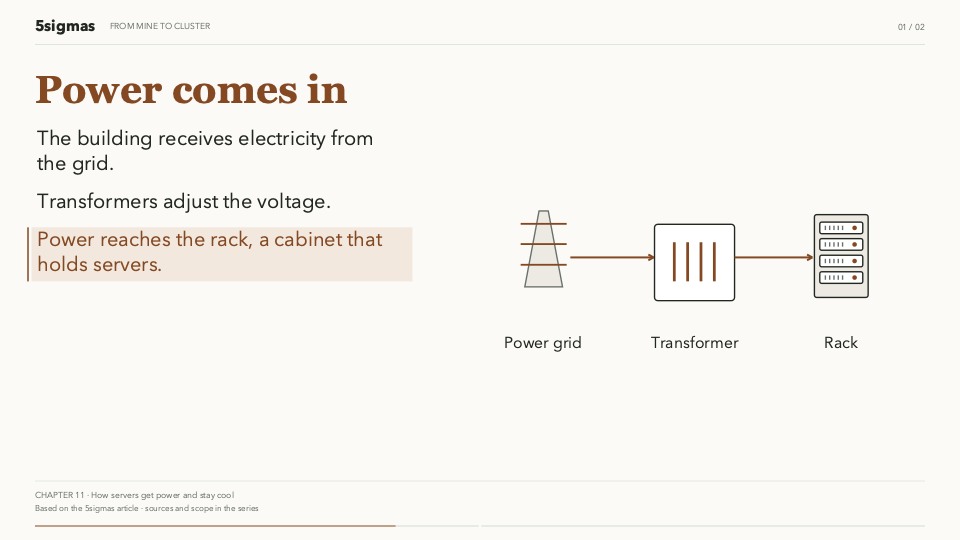 5sigmas
FROM MINE TO CLUSTER
01 / 02
Power comes in
The building receives electricity from
the grid.
Transformers adjust the voltage.
Power reaches the rack, a cabinet that
holds servers.
Power grid
Transformer
Rack
CHAPTER 11 · How servers get power and stay cool
Based on the 5sigmas article · sources and scope in the series